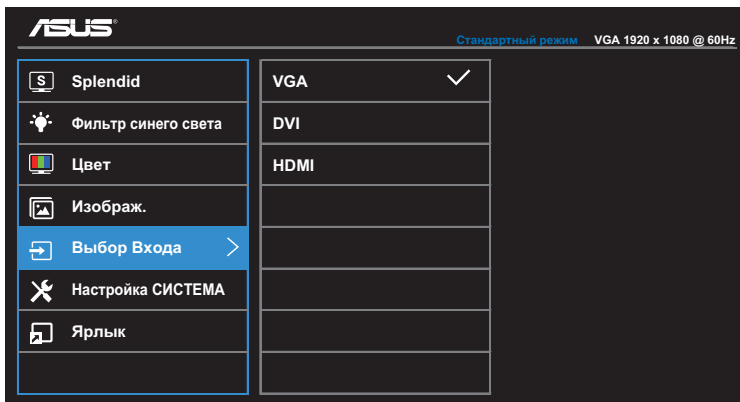 ASUS®
Стандартный режим VGA 1920 x 1080 @ 60Hz
S Splendid
Фильтр синего света
Цвет
Изображ.
Выбор Входа
Настройка СИСТЕМА
Ярлык
VGA
DVI
HDMI